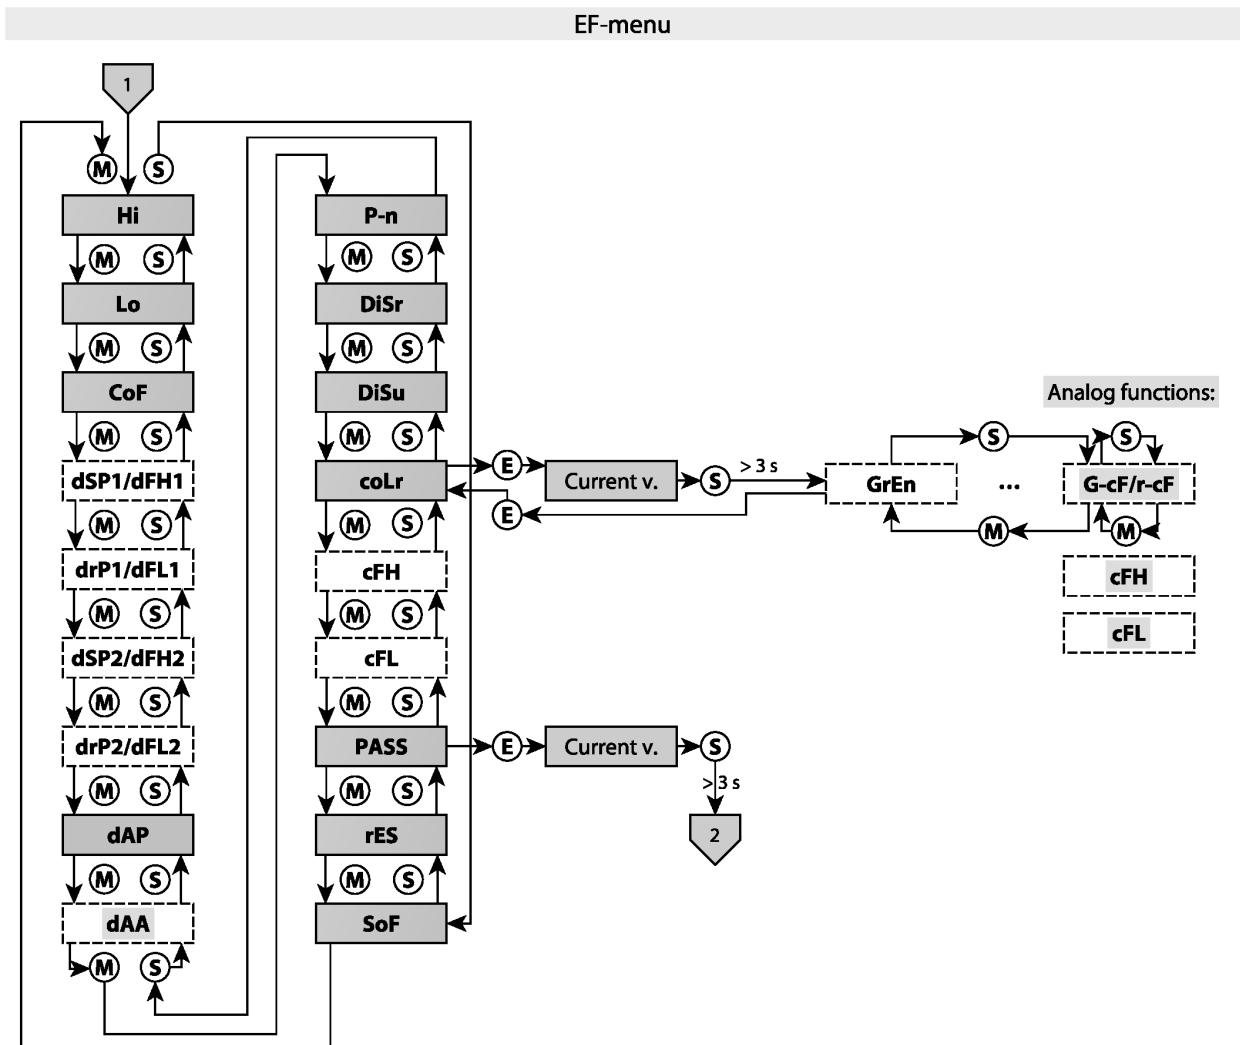 EF-menu
1
M S
Hi
M S
Lo
M S
CoF
M S
dSP1/dFH1
M S
drP1/dFL1
M S
dSP2/dFH2
M S
drP2/dFL2
M S
dAP
M S
dAA
M S
P-n
M S
DiSr
M S
DiSu
M S
coLr
M S
cFH
M S
cFL
M S
PASS
M S
rES
M S
SoF
E
Current v.
S
> 3 s
E
GrEn
S
...
M
Analog functions:
S
G-cF/r-cF
M
cFH
cFL
E
Current v.
S
> 3 s
2